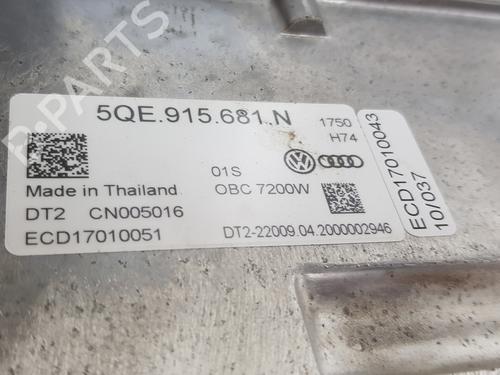 5QE.915.681.N
1750
H74
01S
Made in Thailand
OBC 7200W
DT2 CN005016
ECD17010051
DT2-22009.04.2000002946
ECD17010043
10/037
B-PARTS